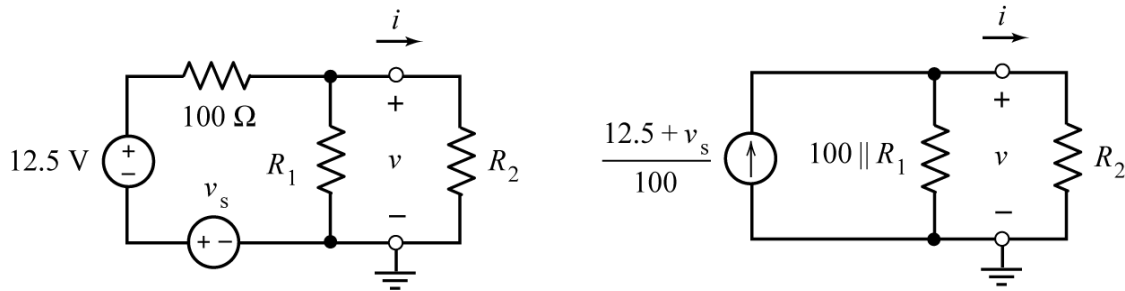 i
100 Ω
+
12.5 V
+
−
R₁
v
R₂
vₛ
+ −
−
i
+
12.5 + vₛ
100
100 || R₁
v
R₂
−